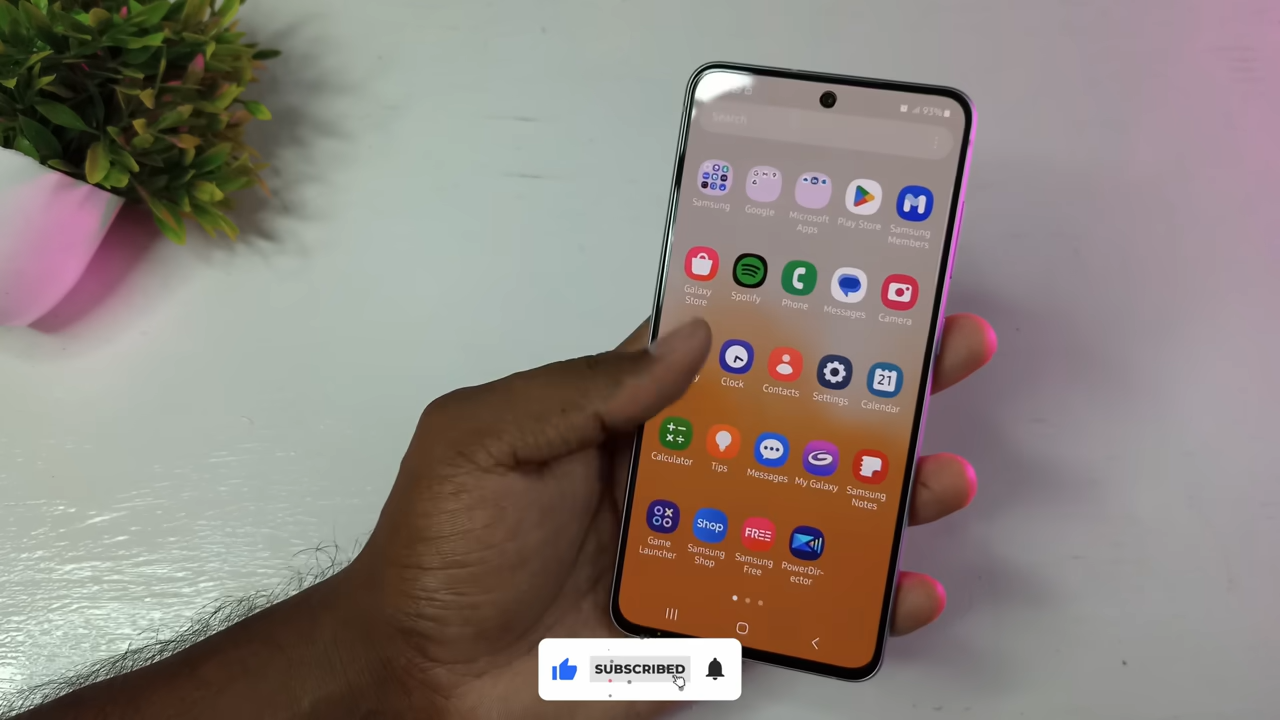 93%
Search
Samsung
Google
Microsoft
Apps
Play Store
Samsung
Members
Galaxy
Store
Spotify
Phone
Messages
Camera
Clock
Contacts
Settings
21
Calendar
Calculator
Tips
Messages
My Galaxy
Samsung
Notes
Game
Launcher
Shop
Samsung
Shop
FREE
Samsung
Free
PowerDir-
ector
SUBSCRIBED